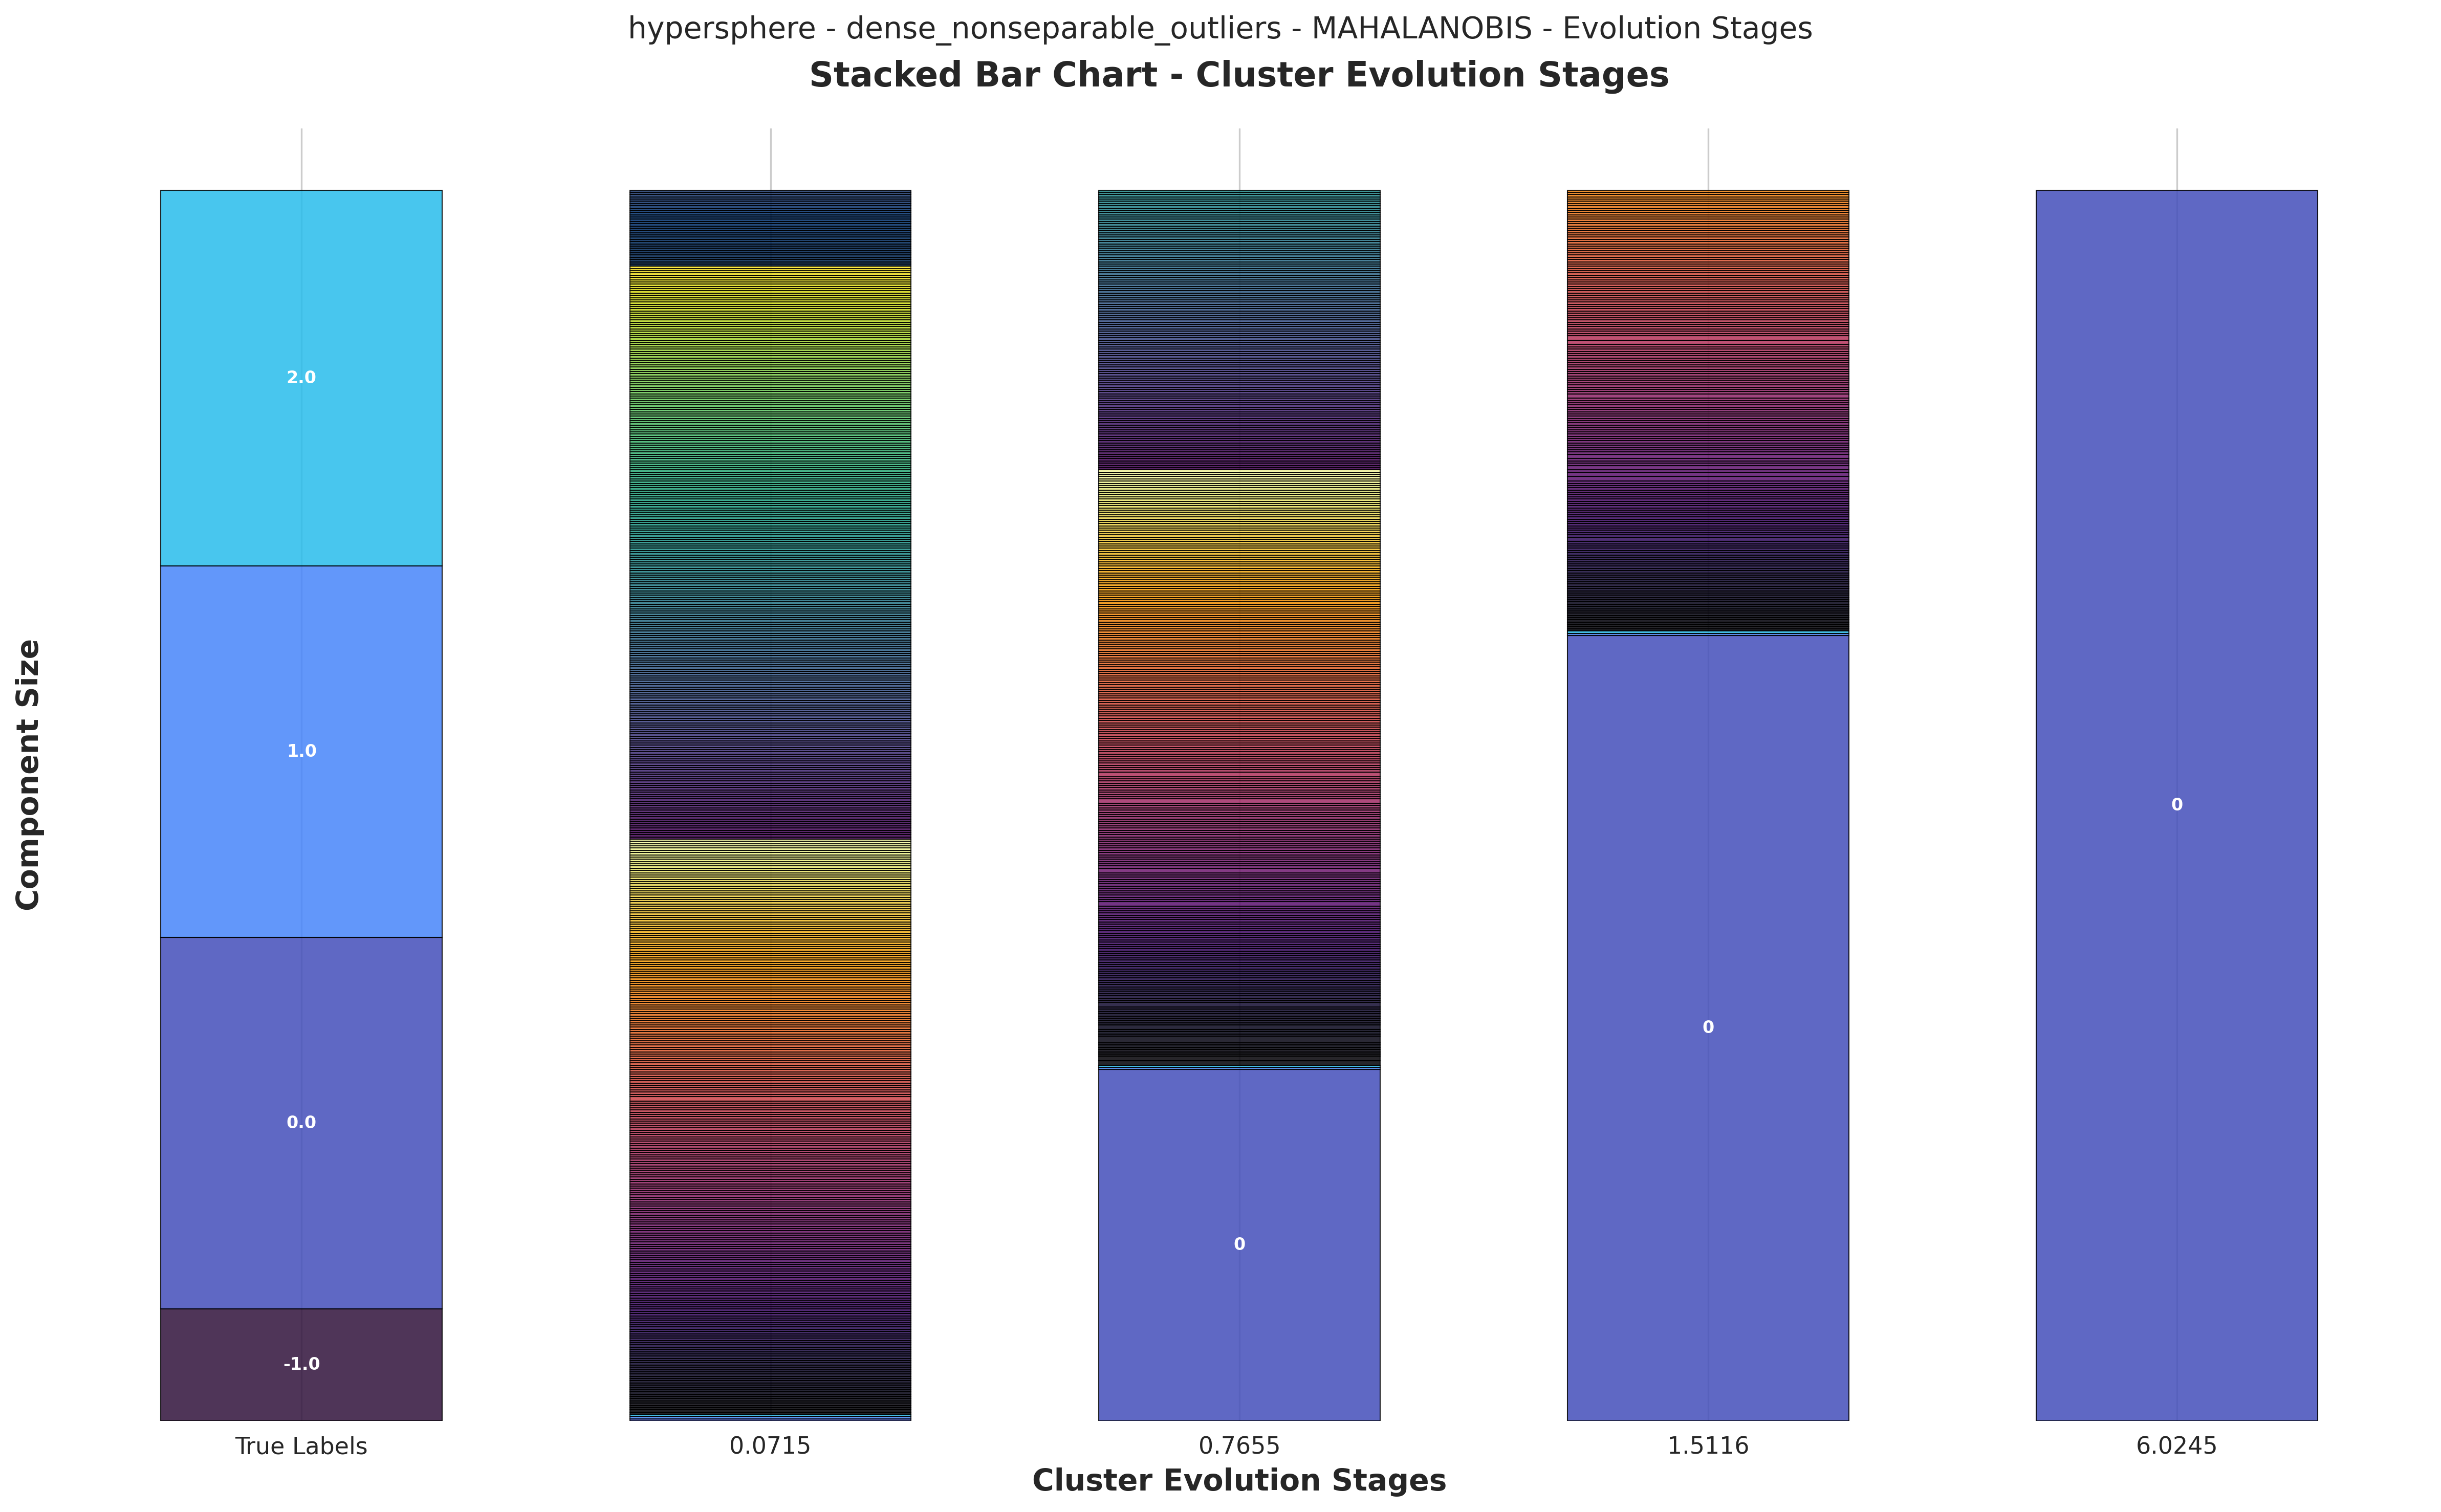 hypersphere - dense_nonseparable_outliers - MAHALANOBIS - Evolution Stages
Stacked Bar Chart - Cluster Evolution Stages
Component Size
2.0
1.0
0.0
-1.0
0
0
0
True Labels
0.0715
0.7655
1.5116
6.0245
Cluster Evolution Stages